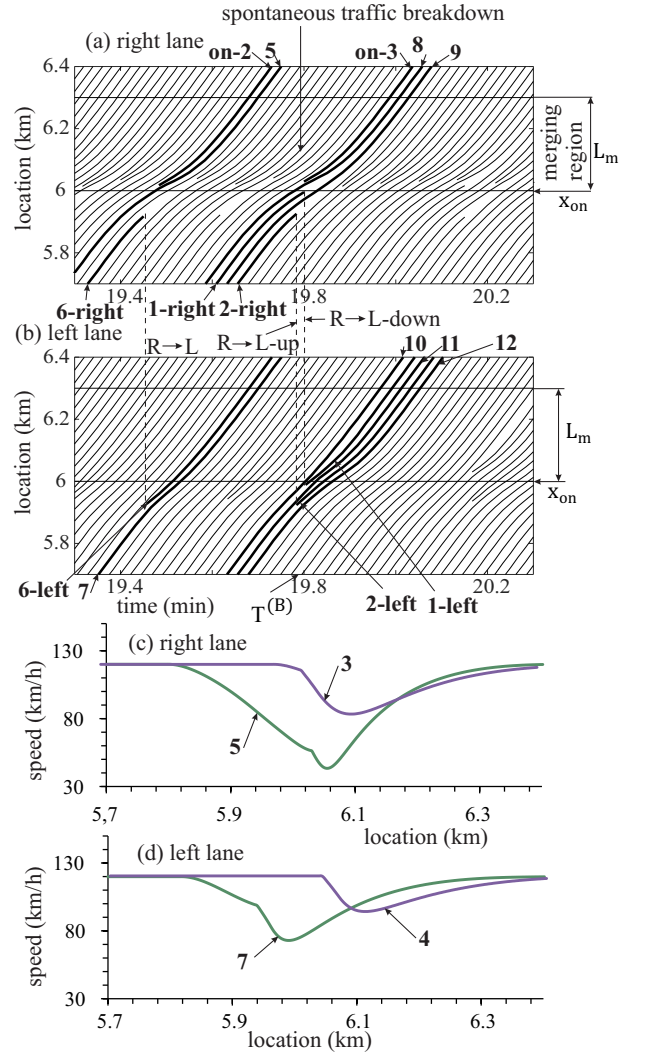 spontaneous traffic breakdown
(a) right lane
on-2 5
on-3 8 9
6.4
6.2
6
5.8
location (km)
merging
region
Lm
xon
19.4
19.8
20.2
6-right 1-right 2-right
(b) left lane
R→L
R→L-up
R→L-down
6.4
6.2
6
5.8
location (km)
10 11 12
Lm
xon
19.4
19.8
20.2
6-left 7
time (min)
T(B)
2-left 1-left
(c) right lane
130
80
30
speed (km/h)
3
5
5,7
5.9
6.1
6.3
location (km)
(d) left lane
130
80
30
speed (km/h)
7
4
5.7
5.9
6.1
6.3
location (km)